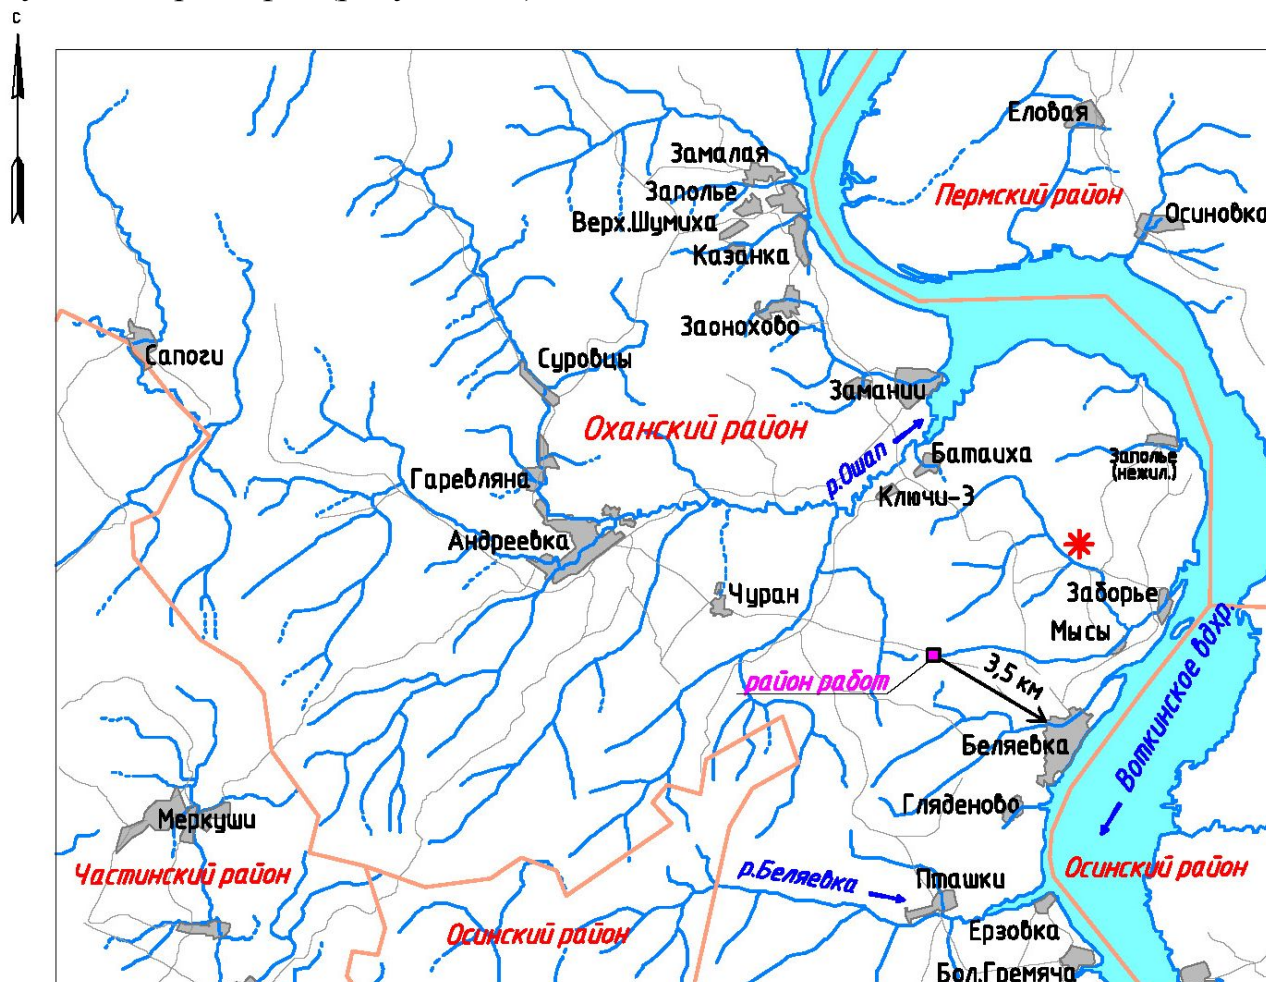 с
Еловая
Замалая
Заполье
Пермский район
Верх.Шумиха
Осиновка
Казанка
Заонохово
Сапоги
Суровцы
Замании
Оханский район
Батаиха
Заполье
(нежил.)
р.Ошап
Гаревляна
Ключи-3
Андреевка
Чуран
Заборье
Мысы
район работ
3,5 км
Воткинское вдхр.
Беляевка
Гляденово
Меркуши
Частинский район
р.Беляевка
Пташки
Осинский район
Осинский район
Ерзовка
Бол.Гремяча